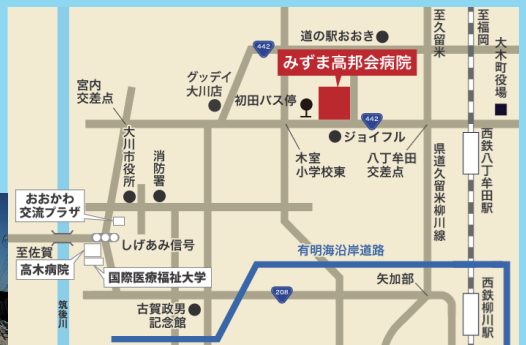 至久留米
至福岡
道の駅おおき
442
大木町役場
みずま高邦会病院
グッデイ
大川店
宮内
交差点
初田バス停
442
ジョイフル
大川市役所
消防署
木室
小学校東
八丁牟田
交差点
県道久留米柳川線
西鉄八丁牟田駅
おおかわ
交流プラザ
しげあみ信号
至佐賀
高木病院
国際医療福祉大学
有明海沿岸道路
筑後川
208
古賀政男
記念館
矢加部
西鉄柳川駅